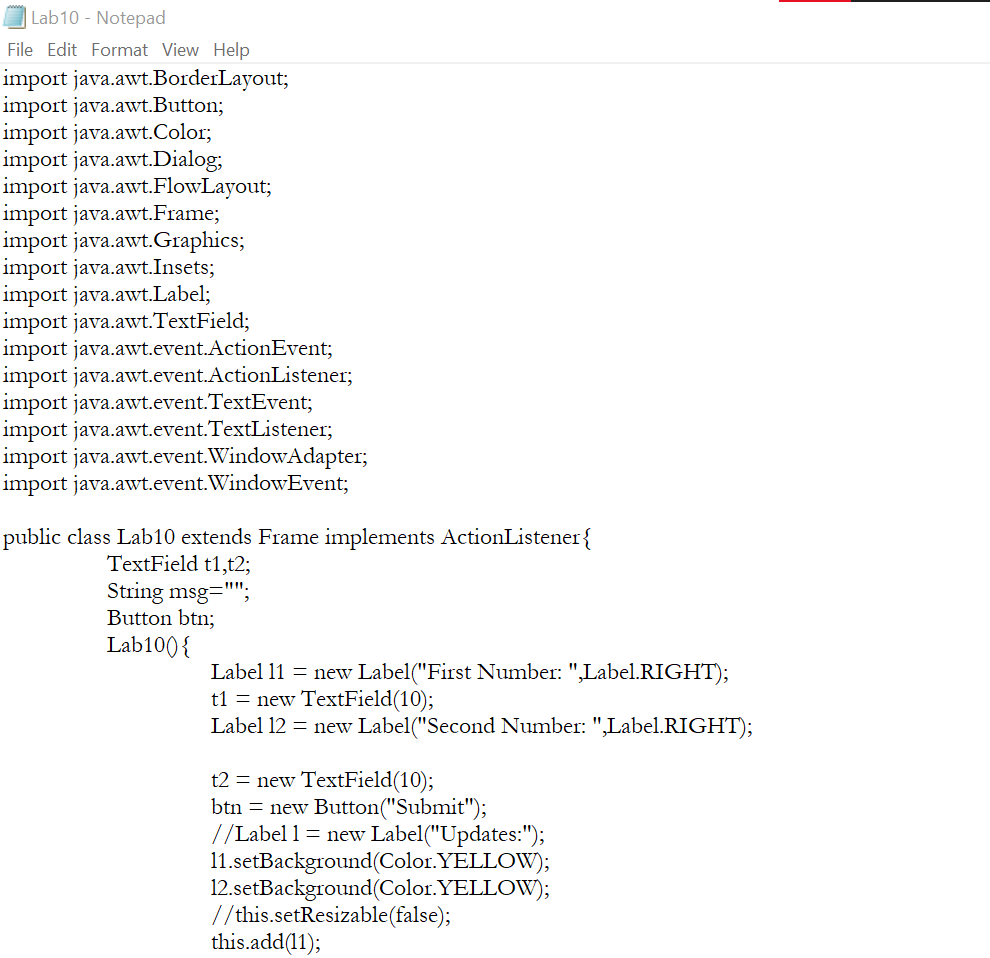 Lab10 - Notepad
File Edit Format View Help
import java.awt.BorderLayout;
import java.awt.Button;
import java.awt.Color;
import java.awt.Dialog;
import java.awt.FlowLayout;
import java.awt.Frame;
import java.awt.Graphics;
import java.awt.Insets;
import java.awt.Label;
import java.awt.TextField;
import java.awt.event.ActionEvent;
import java.awt.event.ActionListener;
import java.awt.event.TextEvent;
import java.awt.event.TextListener;
import java.awt.event.WindowAdapter;
import java.awt.event.WindowEvent;

public class Lab10 extends Frame implements ActionListener{
	TextField t1,t2;
	String msg="";
	Button btn;
	Lab10(){
		Label l1 = new Label("First Number: ",Label.RIGHT);
		t1 = new TextField(10);
		Label l2 = new Label("Second Number: ",Label.RIGHT);

		t2 = new TextField(10);
		btn = new Button("Submit");
		//Label l = new Label("Updates:");
		l1.setBackground(Color.YELLOW);
		l2.setBackground(Color.YELLOW);
		//this.setResizable(false);
		this.add(l1);